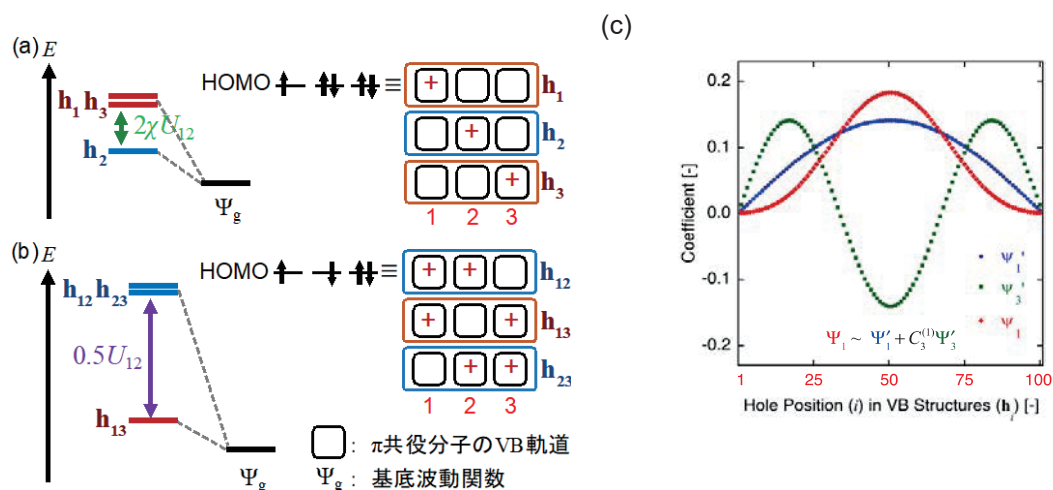 (a)
E
h1 h3
2χU12
h2
Ψg
HOMO
≡
+
h1
+
h2
+
h3
1 2 3
(b)
E
h12 h23
0.5U12
h13
Ψg
HOMO
≡
+ +
h12
+ +
h13
+ +
h23
1 2 3
: π共役分子のVB軌道
Ψg : 基底波動関数
(c)
Coefficient [-]
0.2
0.1
0.0
-0.1
-0.2
Ψ1'
Ψ3'
Ψ1
Ψ1 ~ Ψ1′ + C3(1)Ψ3′
1 25 50 75 100
Hole Position (i) in VB Structures (hi) [-]